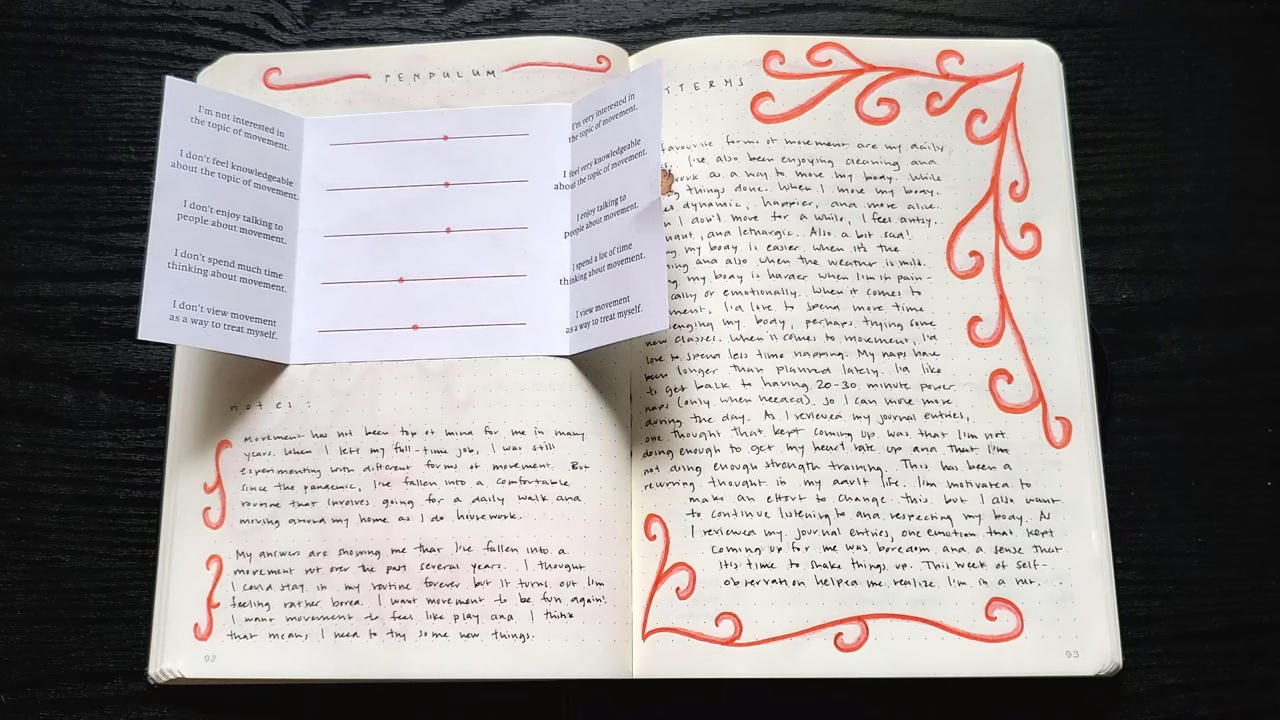 PENDULUM
I'm not interested in
the topic of movement.
I don't feel knowledgeable
about the topic of movement.
I don't enjoy talking to
people about movement.
I don't spend much time
thinking about movement.
I don't view movement
as a way to treat myself.
I'm very interested in
the topic of movement.
I feel very knowledgeable
about the topic of movement.
I enjoy talking to
people about movement.
I spend a lot of time
thinking about movement.
I view movement
as a way to treat myself.
notes
Movement has not been top of mind for me in many
years. When I left my full-time job, I was still
experimenting with different forms of movement. But
since the pandemic, I've fallen into a comfortable
routine that involves going for a daily walk and
moving around my home as I do housework.
My answers are showing me that I've fallen into a
movement rut over the past several years. I thought
I could stay in my routine forever but it turns out I'm
feeling rather bored. I want movement to be fun again!
I want movement to feel like play and I think
that means I need to try some new things.
92
TTERMS
favourite forms of movement are my daily
I've also been enjoying cleaning and
work as a way to move my body. While
things done. When I move my body,
dynamic, happier, and more alive.
I don't move for a while, I feel antsy,
and lethargic. Also a bit sad!
my body is easier when it's the
and also when the weather is mild.
my body is harder when I'm in pain
or emotionally. When it comes to
I'd love to spend more time
my body, perhaps trying some
new classes. When it comes to movement, I'd
love to spend less time napping. My naps have
been longer than planned lately. I'd like
to get back to having 20-30 minute power
naps (only when needed) so I can move more
during the day. As I reviewed my journal entries,
one thought that kept coming up was that I'm not
doing enough to get my heart rate up and that I'm
not doing enough strength training. This has been a
recurring thought in my adult life. I'm motivated to
make an effort to change this, but I also want
to continue listening to and respecting my body. As
I reviewed my journal entries, one emotion that kept
coming up for me was boredom and a sense that
it's time to shake things up. This week of self-
observation helped me realize I'm in a rut.
93